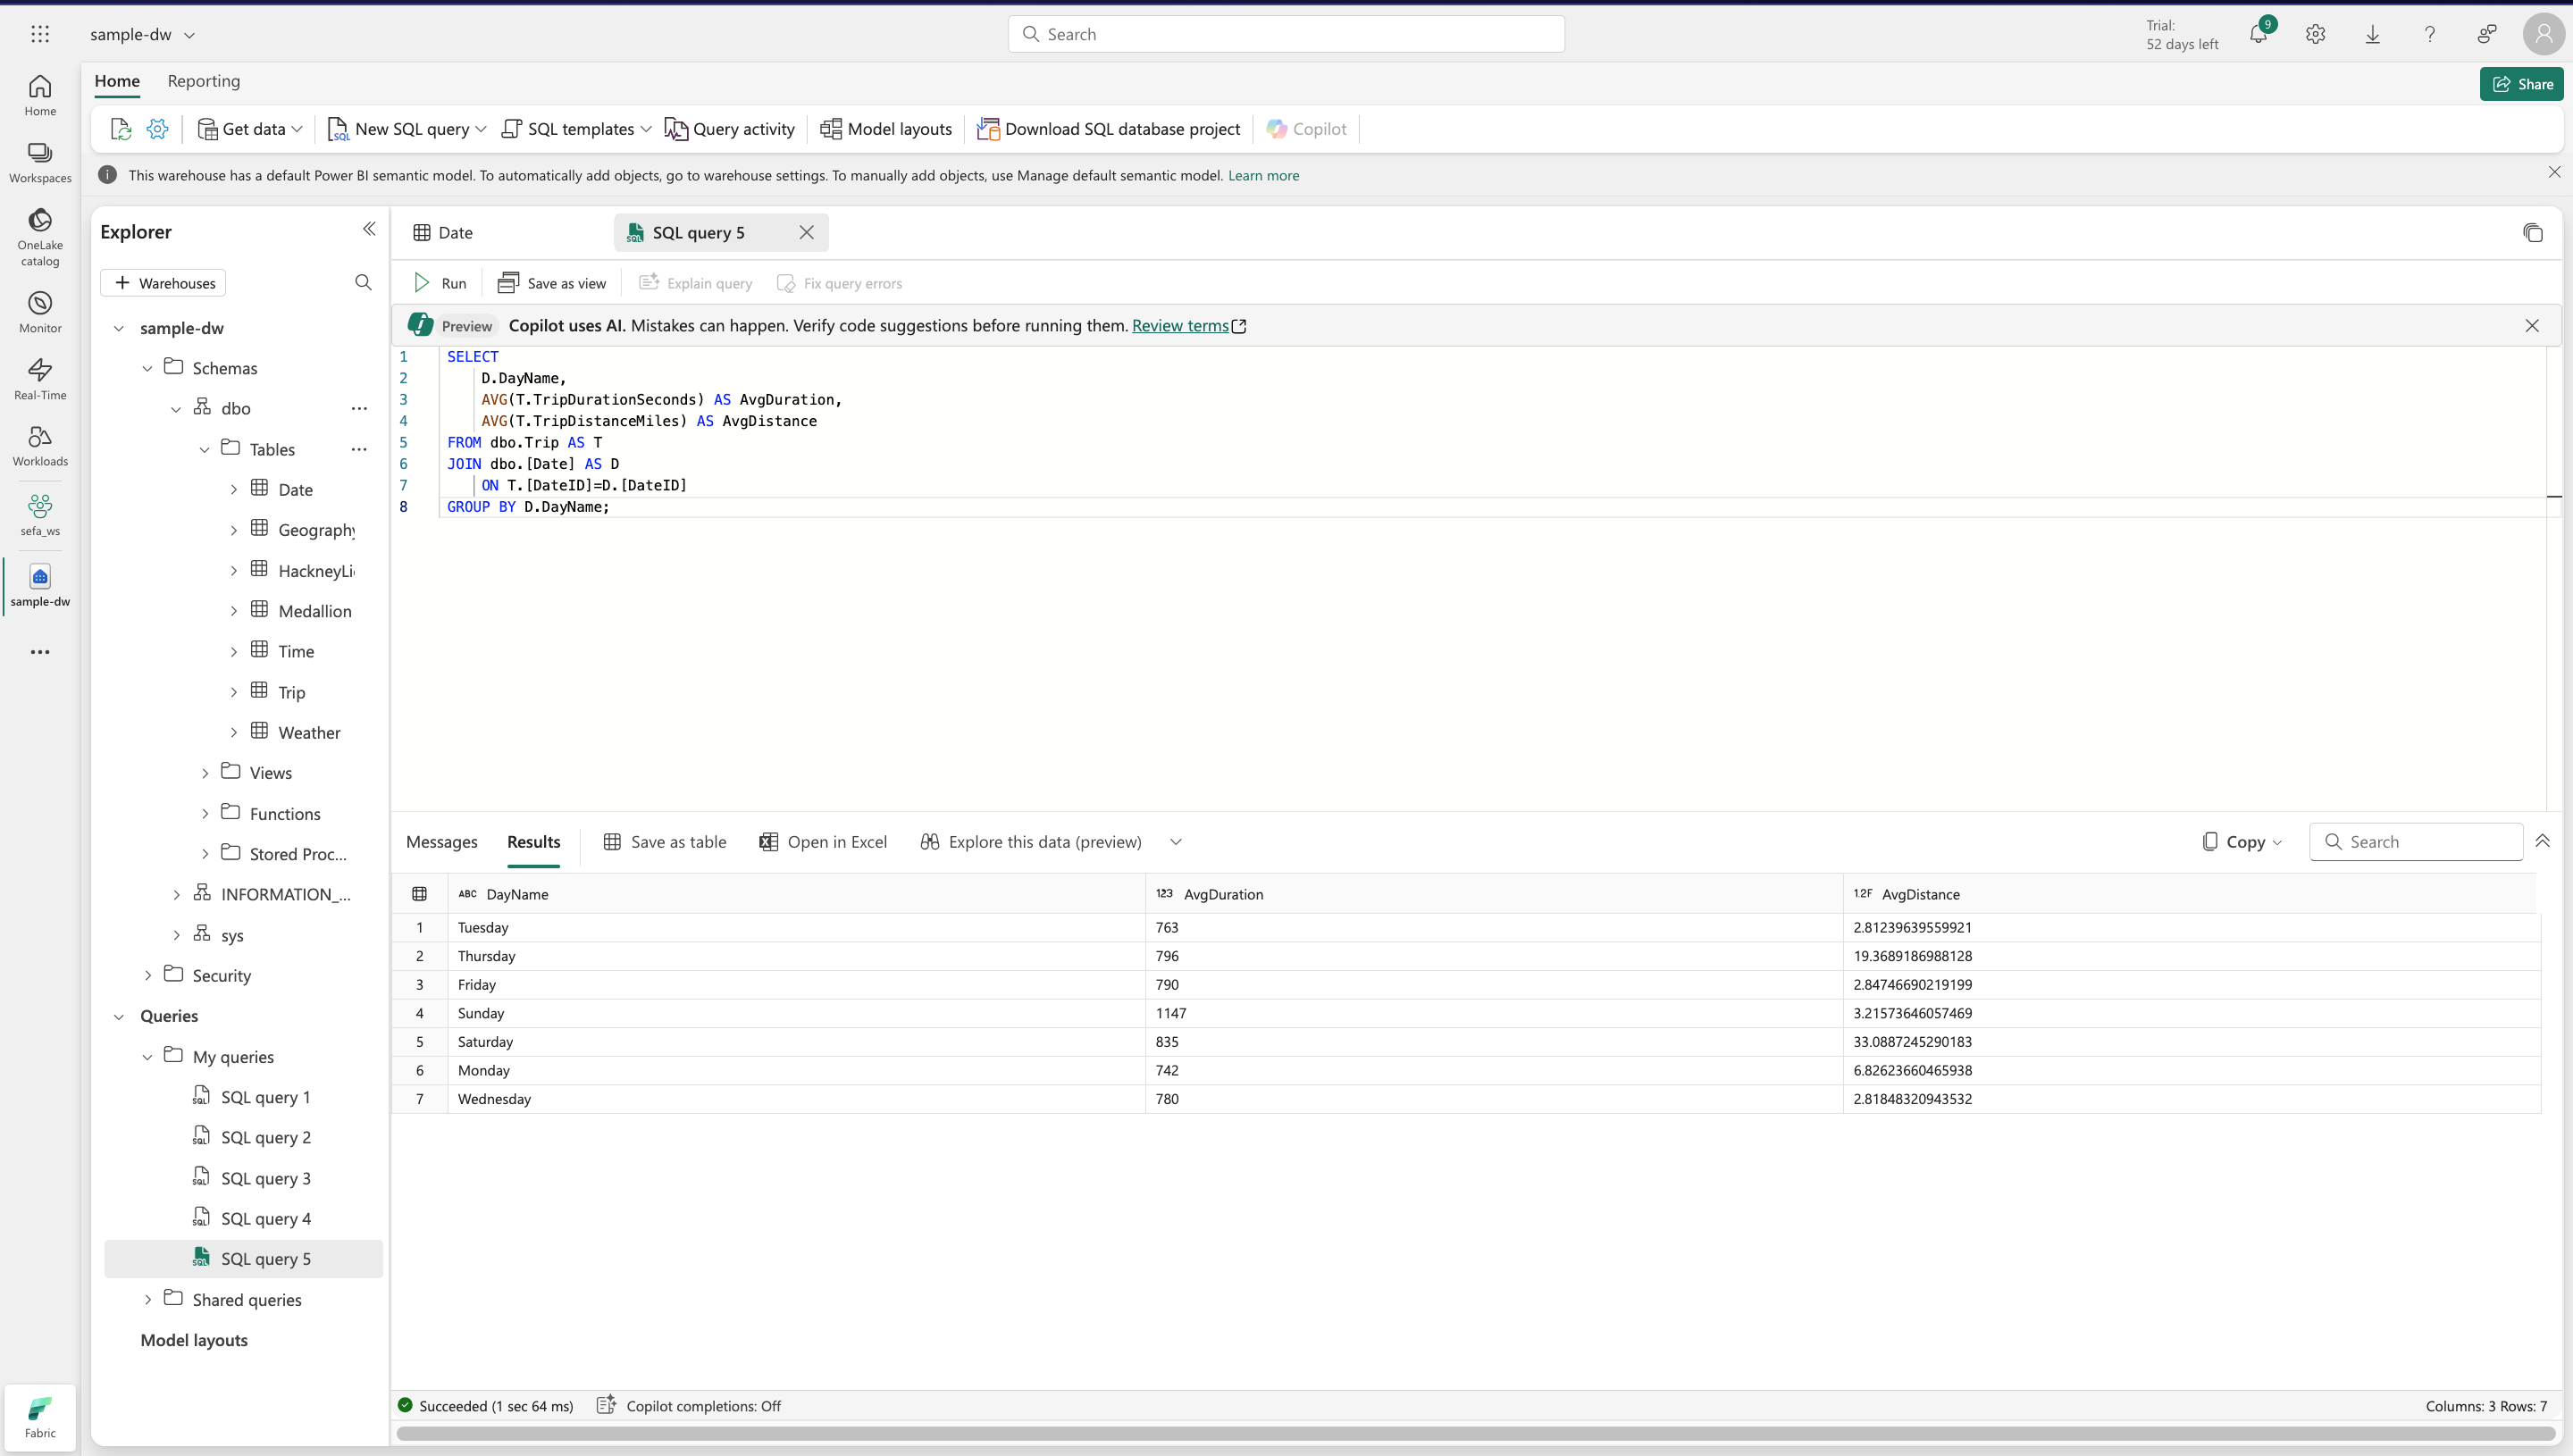 sample-dw
Search
Trial:
52 days left
9
Home
Workspaces
OneLake
catalog
Monitor
Real-Time
Workloads
sefa_ws
sample-dw
Fabric
Home Reporting
Share
Get data New SQL query SQL templates Query activity Model layouts Download SQL database project Copilot
This warehouse has a default Power BI semantic model. To automatically add objects, go to warehouse settings. To manually add objects, use Manage default semantic model. Learn more
Explorer
+ Warehouses
sample-dw
Schemas
dbo
Tables
Date
Geography
HackneyLi
Medallion
Time
Trip
Weather
Views
Functions
Stored Proc...
INFORMATION_...
sys
Security
Queries
My queries
SQL query 1
SQL query 2
SQL query 3
SQL query 4
SQL query 5
Shared queries
Model layouts
Date SQL query 5
Run Save as view Explain query Fix query errors
Preview Copilot uses AI. Mistakes can happen. Verify code suggestions before running them. Review terms
1 SELECT
2 D.DayName,
3 AVG(T.TripDurationSeconds) AS AvgDuration,
4 AVG(T.TripDistanceMiles) AS AvgDistance
5 FROM dbo.Trip AS T
6 JOIN dbo.[Date] AS D
7 ON T.[DateID]=D.[DateID]
8 GROUP BY D.DayName;
Messages Results Save as table Open in Excel Explore this data (preview) Copy Search
ABC DayName 123 AvgDuration 1.2F AvgDistance
1 Tuesday 763 2.81239639559921
2 Thursday 796 19.3689186988128
3 Friday 790 2.84746690219199
4 Sunday 1147 3.21573646057469
5 Saturday 835 33.0887245290183
6 Monday 742 6.82623660465938
7 Wednesday 780 2.81848320943532
Succeeded (1 sec 64 ms) Copilot completions: Off Columns: 3 Rows: 7